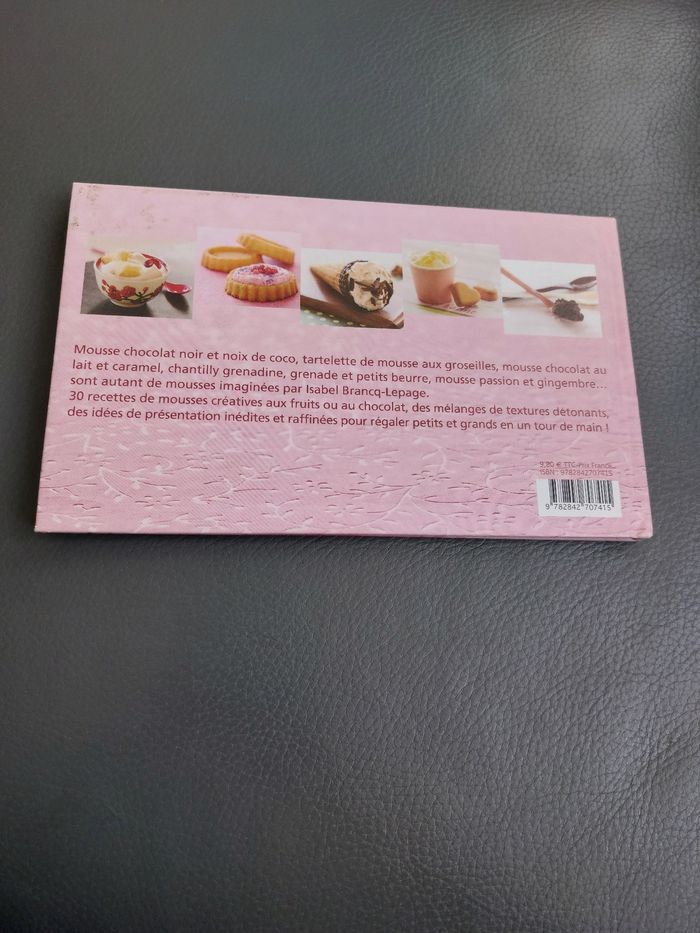 Mousse chocolat noir et noix de coco, tartelette de mousse aux groseilles, mousse chocolat au
lait et caramel, chantilly grenadine, grenade et petits beurre, mousse passion et gingembre...
sont autant de mousses imaginées par Isabel Brancq-Lepage.
30 recettes de mousses créatives aux fruits ou au chocolat, des mélanges de textures détonants,
des idées de présentation inédites et raffinées pour régaler petits et grands en un tour de main !
9,90 € TTC-Prix France
ISBN : 9782842707415
9 782842 707415